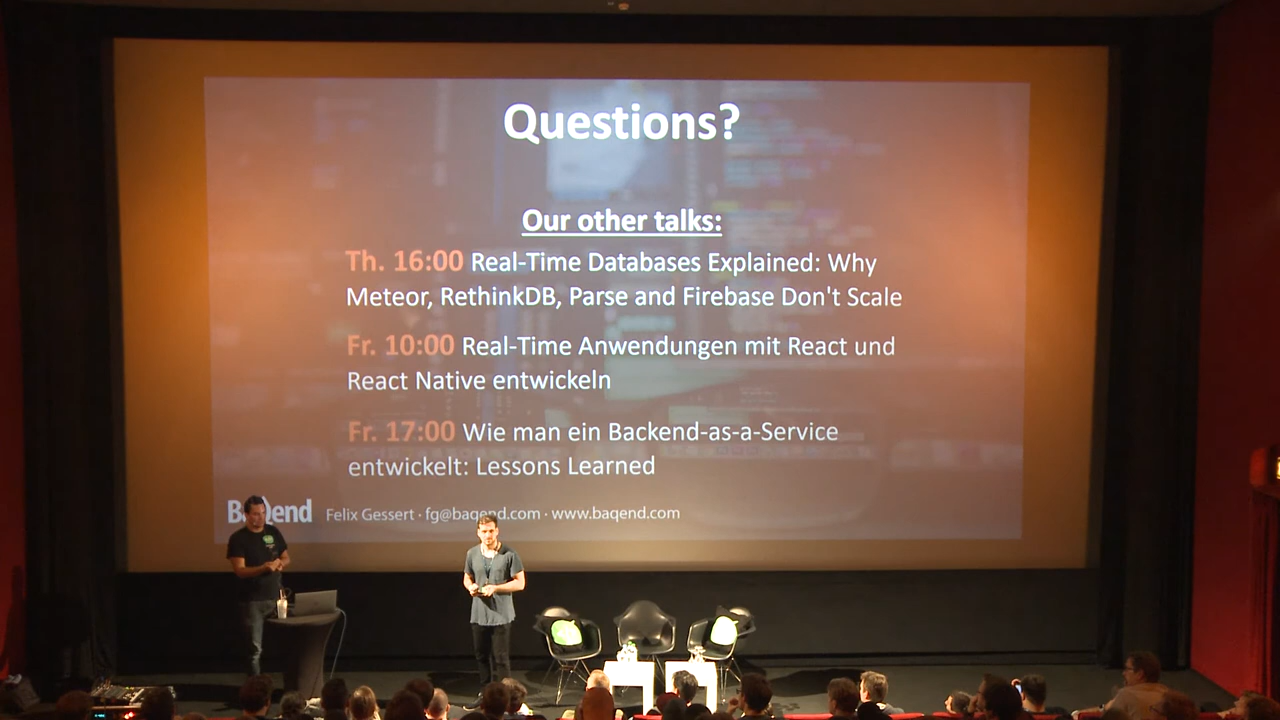 Questions?
Our other talks:
Th. 16:00 Real-Time Databases Explained: Why
Meteor, RethinkDB, Parse and Firebase Don't Scale
Fr. 10:00 Real-Time Anwendungen mit React und
React Native entwickeln
Fr. 17:00 Wie man ein Backend-as-a-Service
entwickelt: Lessons Learned
BaQend Felix Gessert · fg@baqend.com · www.baqend.com